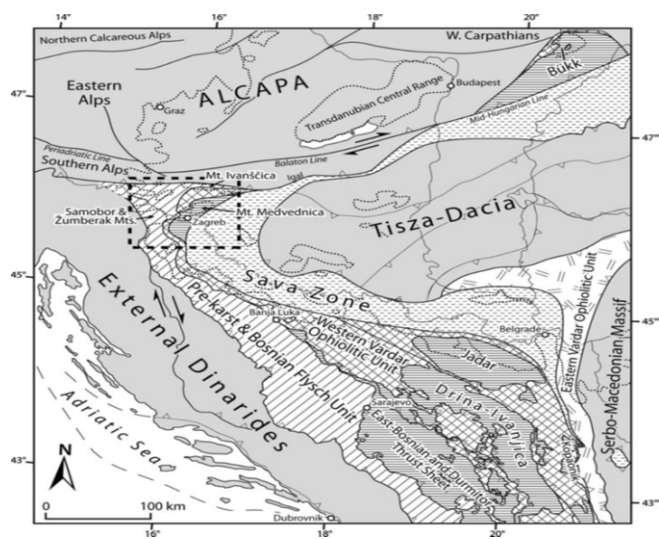 14°
16°
18°
20°
Northern Calcareous Alps
W. Carpathians
Bükk
47°
Eastern
Alps
ALCAPA
Graz
Budapest
Transdanubian Central Range
Mid-Hungarian Line
Periadriatic Line
Southern Alps
Balaton Line
Igal
Mt. Ivanščica
Mt. Medvednica
Samobor &
Žumberak Mts.
Zagreb
Tisza-Dacia
45°
Sava Zone
External Dinarides
Pre-karst & Bosnian Flysch Unit
Banja Luka
Western Vardar
Ophiolitic Unit
Belgrade
Eastern Vardar Ophiolitic Unit
Serbo-Macedonian Massif
45°
Jadar
Drina-Ivanjica
Sarajevo
East Bosnian and Durmitor
Thrust Sheet
Kopaonik
Adriatic Sea
43°
N
0
100 km
Dubrovnik
43°
16°
18°
20°